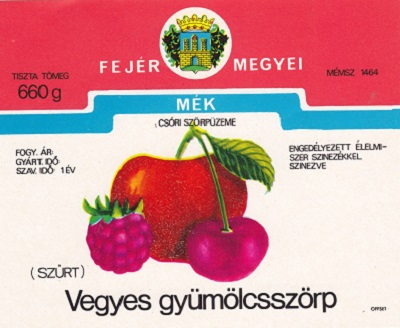 FEJÉR MEGYEI
TISZTA TÖMEG
660 g
MÉMSZ 1464
MÉK
CSÓRI SZÖRPÜZEME
FOGY. ÁR:
GYÁRT. IDŐ:
SZAV. IDŐ: 1 ÉV
ENGEDÉLYEZETT ÉLELMI-
SZER SZINEZÉKKEL
SZINEZVE
(SZŰRT)
Vegyes gyümölcsszörp
OFFSET